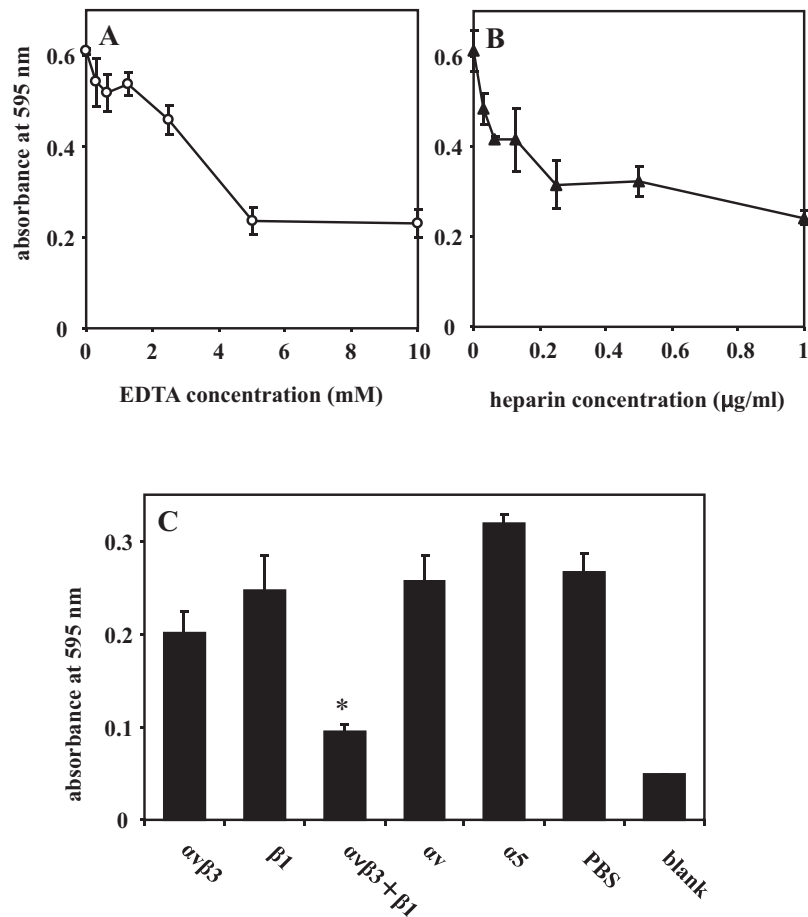 A
B
absorbance at 595 nm
0.6
0.4
0.2
0
0 2 4 6 8 10
EDTA concentration (mM)
0.6
0.4
0.2
0
0 0.2 0.4 0.6 0.8 1
heparin concentration (μg/ml)
C
absorbance at 595 nm
0.3
0.2
0.1
0
*
αvβ3
β1
αvβ3+β1
αv
α5
PBS
blank